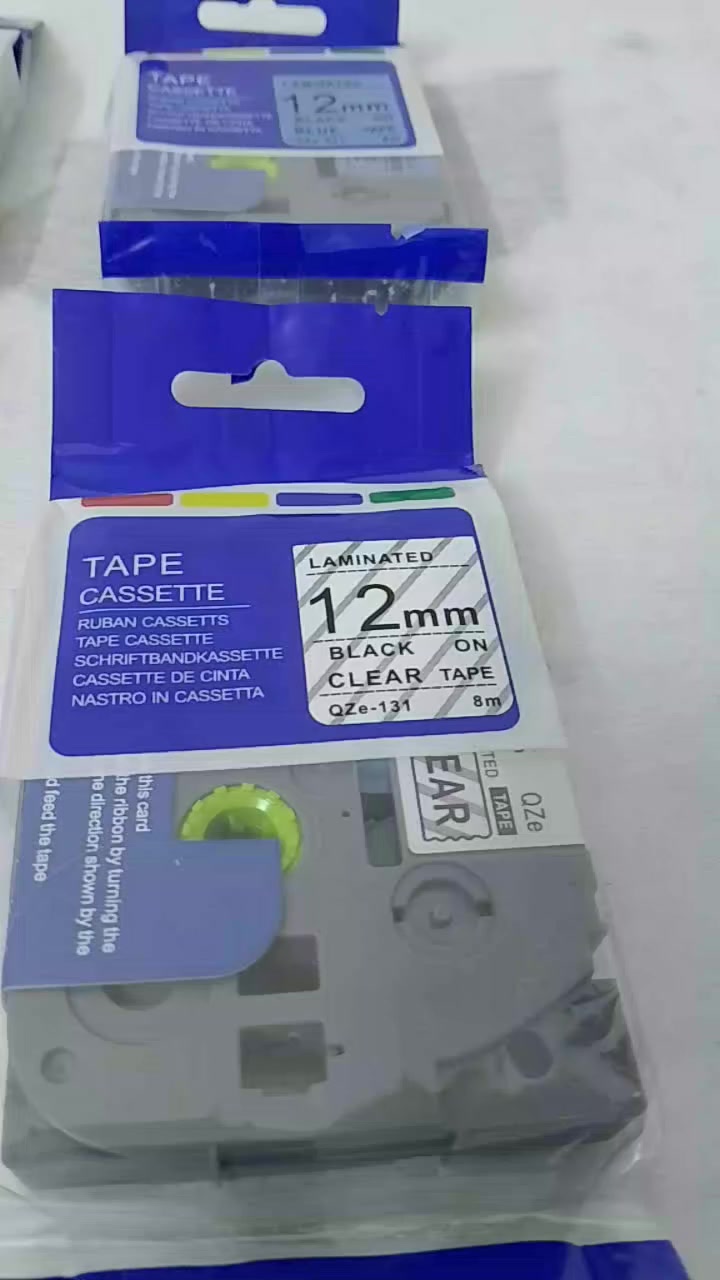 TAPE
CASSETTE
12mm
BLACK
BLUE
TAPE
CASSETTE
RUBAN CASSETTS
TAPE CASSETTE
SCHRIFTBANDKASSETTE
CASSETTE DE CINTA
NASTRO IN CASSETTA
LAMINATED
12mm
BLACK ON
CLEAR TAPE
QZe-131 8m
this card
the ribbon by turning the
direction shown by the
feed the tape
QZe
TAPE